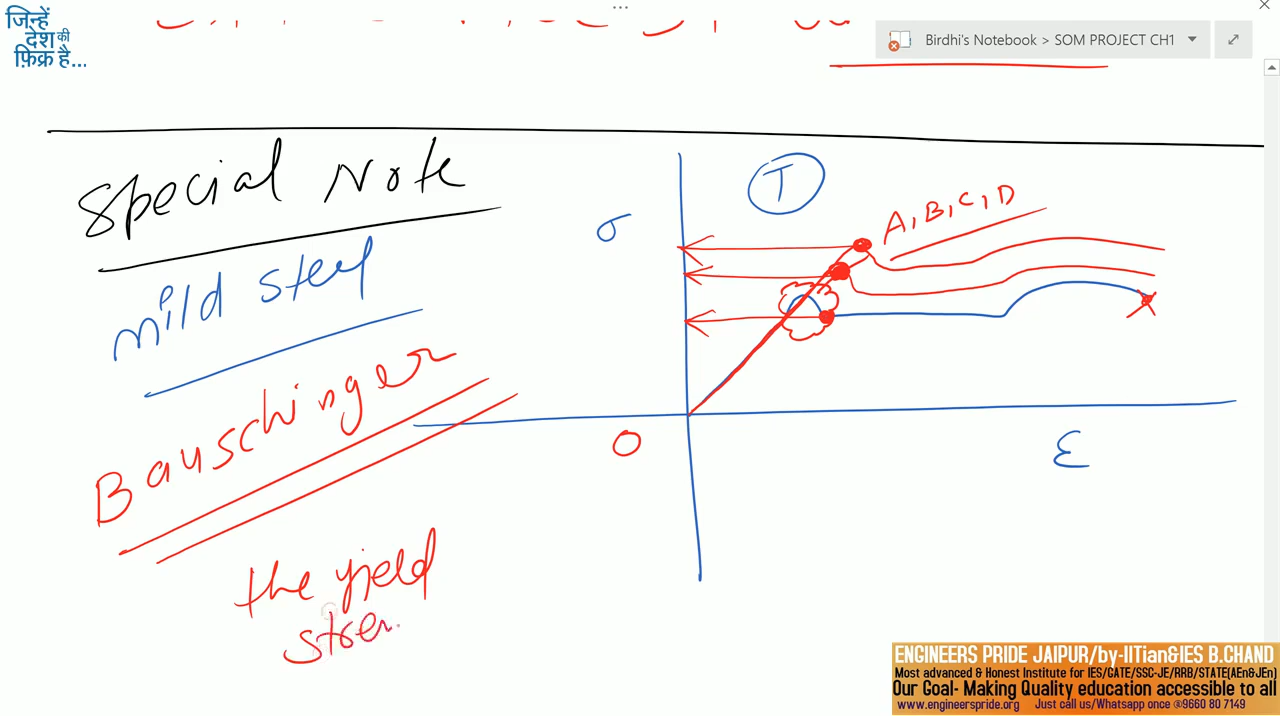 जिन्हें
देश की
फ़िक्र है...
Birdhi's Notebook > SOM PROJECT CH1
Special Note
mild steel
Bauschinger
the yield
stren
T
σ
A, B, C, D
O
ε
ENGINEERS PRIDE JAIPUR/by-IITian&IES B.CHAND
Most advanced & Honest Institute for IES/GATE/SSC-JE/RRB/STATE(AEn&JEn)
Our Goal- Making Quality education accessible to all
www.engineerspride.org Just call us/Whatsapp once @9660 80 7149